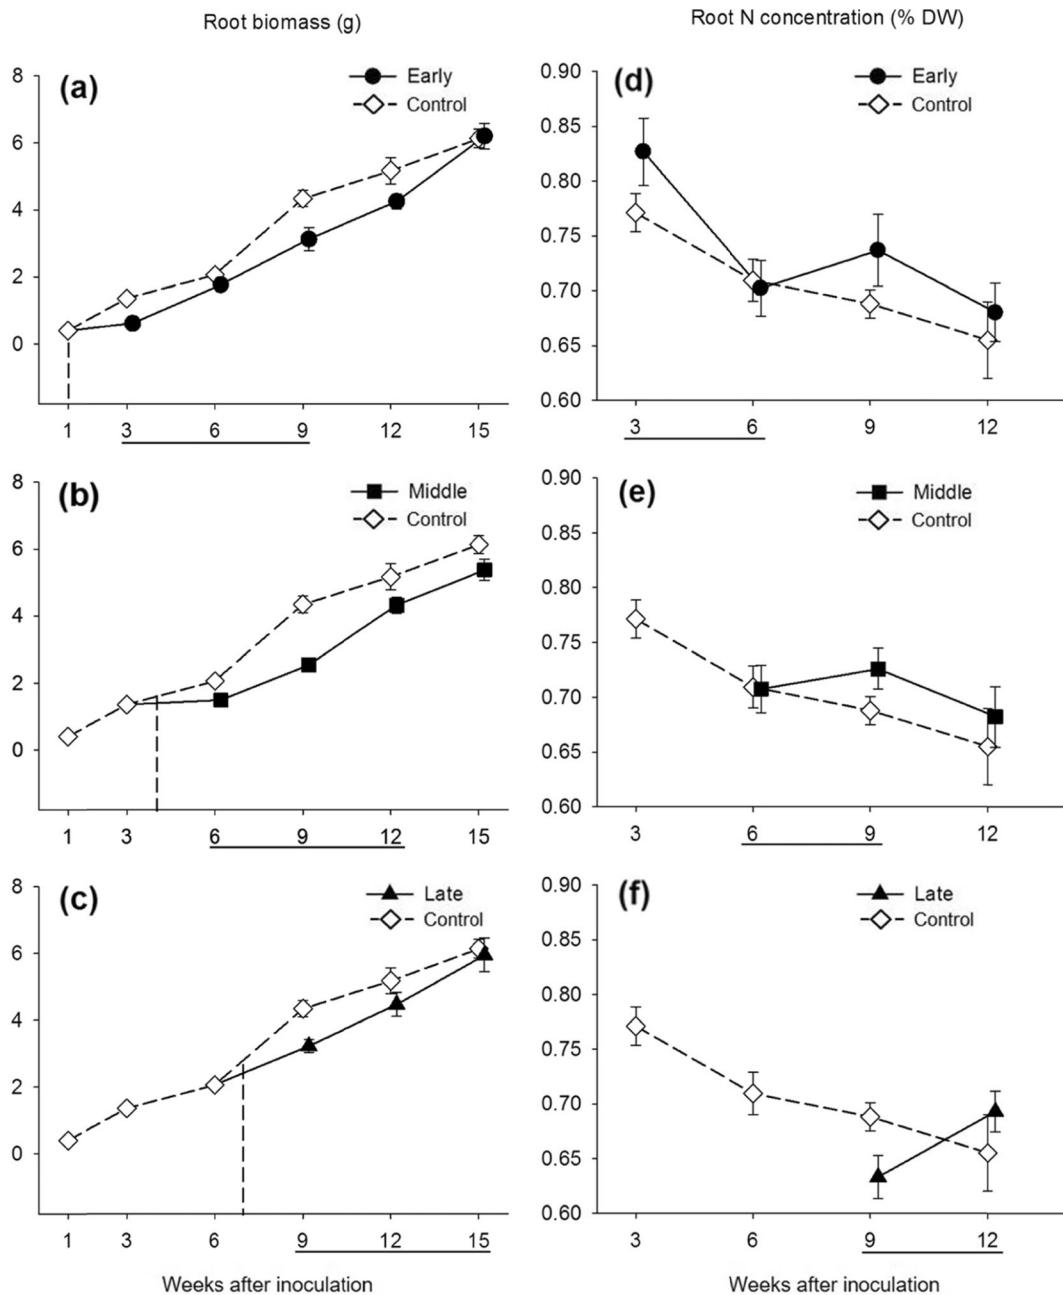 Root biomass (g)
Root N concentration (% DW)
(a)
Early
Control
8
6
4
2
0
1 3 6 9 12 15
(d)
Early
Control
0.90
0.85
0.80
0.75
0.70
0.65
0.60
3 6 9 12
(b)
Middle
Control
8
6
4
2
0
1 3 6 9 12 15
(e)
Middle
Control
0.90
0.85
0.80
0.75
0.70
0.65
0.60
3 6 9 12
(c)
Late
Control
8
6
4
2
0
1 3 6 9 12 15
Weeks after inoculation
(f)
Late
Control
0.90
0.85
0.80
0.75
0.70
0.65
0.60
3 6 9 12
Weeks after inoculation